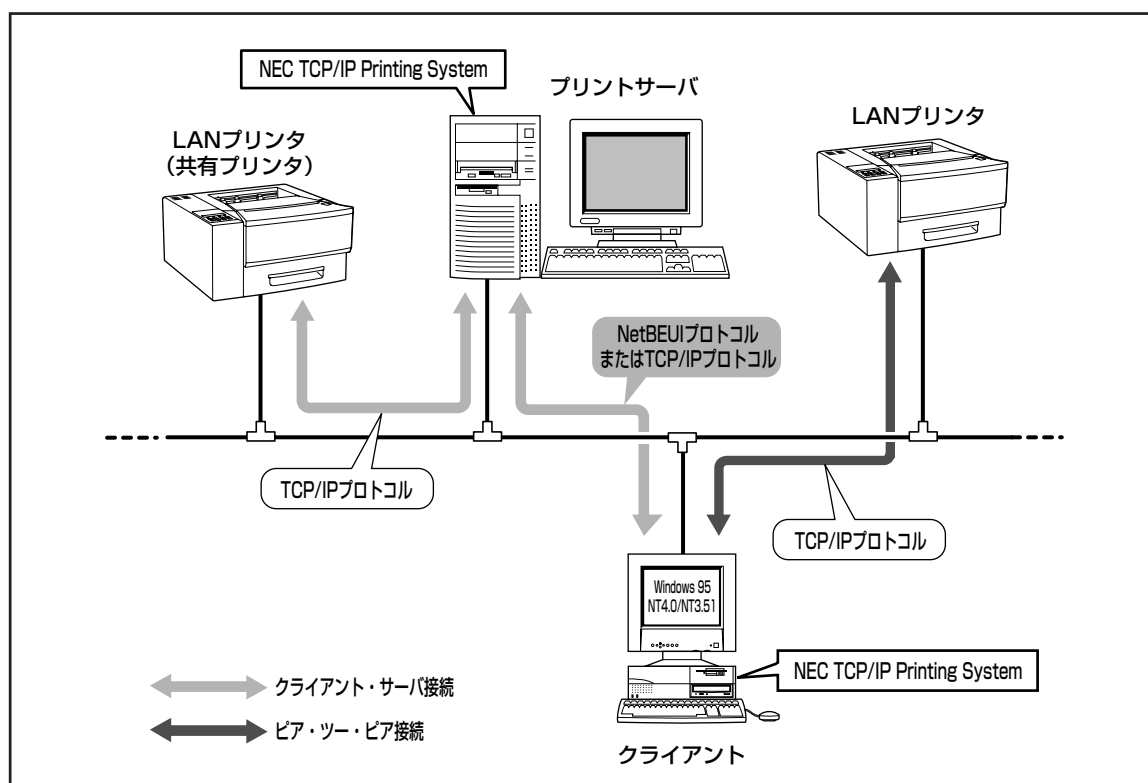 NEC TCP/IP Printing System
プリントサーバ
LANプリンタ
LANプリンタ
（共有プリンタ）
NetBEUIプロトコル
またはTCP/IPプロトコル
TCP/IPプロトコル
TCP/IPプロトコル
Windows 95
NT4.0/NT3.51
NEC TCP/IP Printing System
クライアント・サーバ接続
ピア・ツー・ピア接続
クライアント